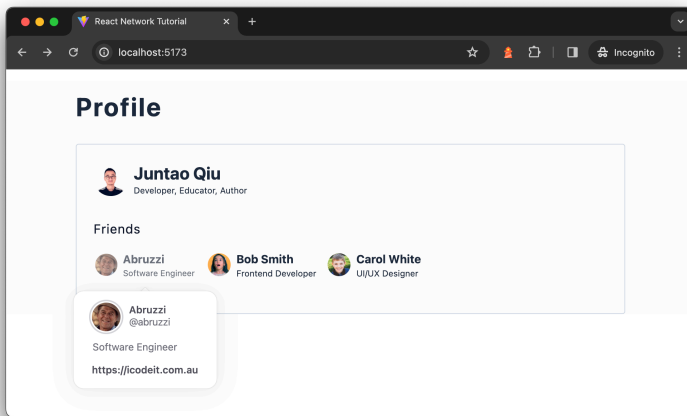 React Network Tutorial
localhost:5173
Incognito
Profile
Juntao Qiu
Developer, Educator, Author
Friends
Abruzzi
Software Engineer
Bob Smith
Frontend Developer
Carol White
UI/UX Designer
Abruzzi
@abruzzi
Software Engineer
https://icodeit.com.au